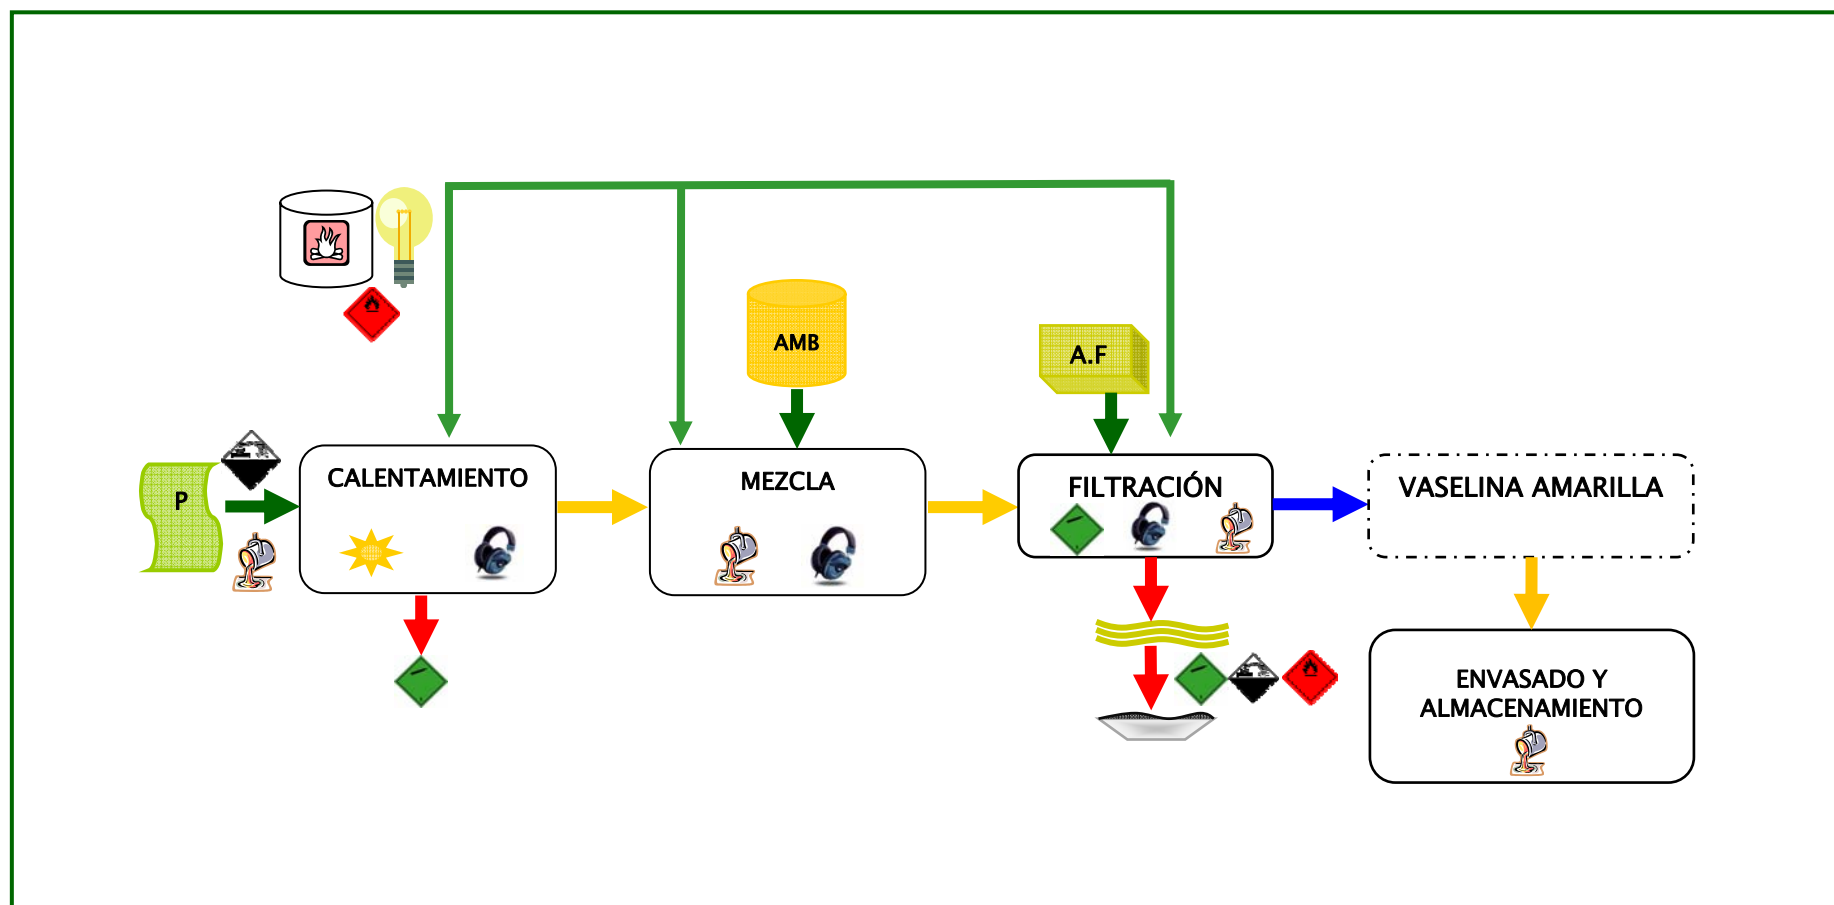 AMB
A.F
P
CALENTAMIENTO
MEZCLA
FILTRACIÓN
VASELINA AMARILLA
ENVASADO Y
ALMACENAMIENTO